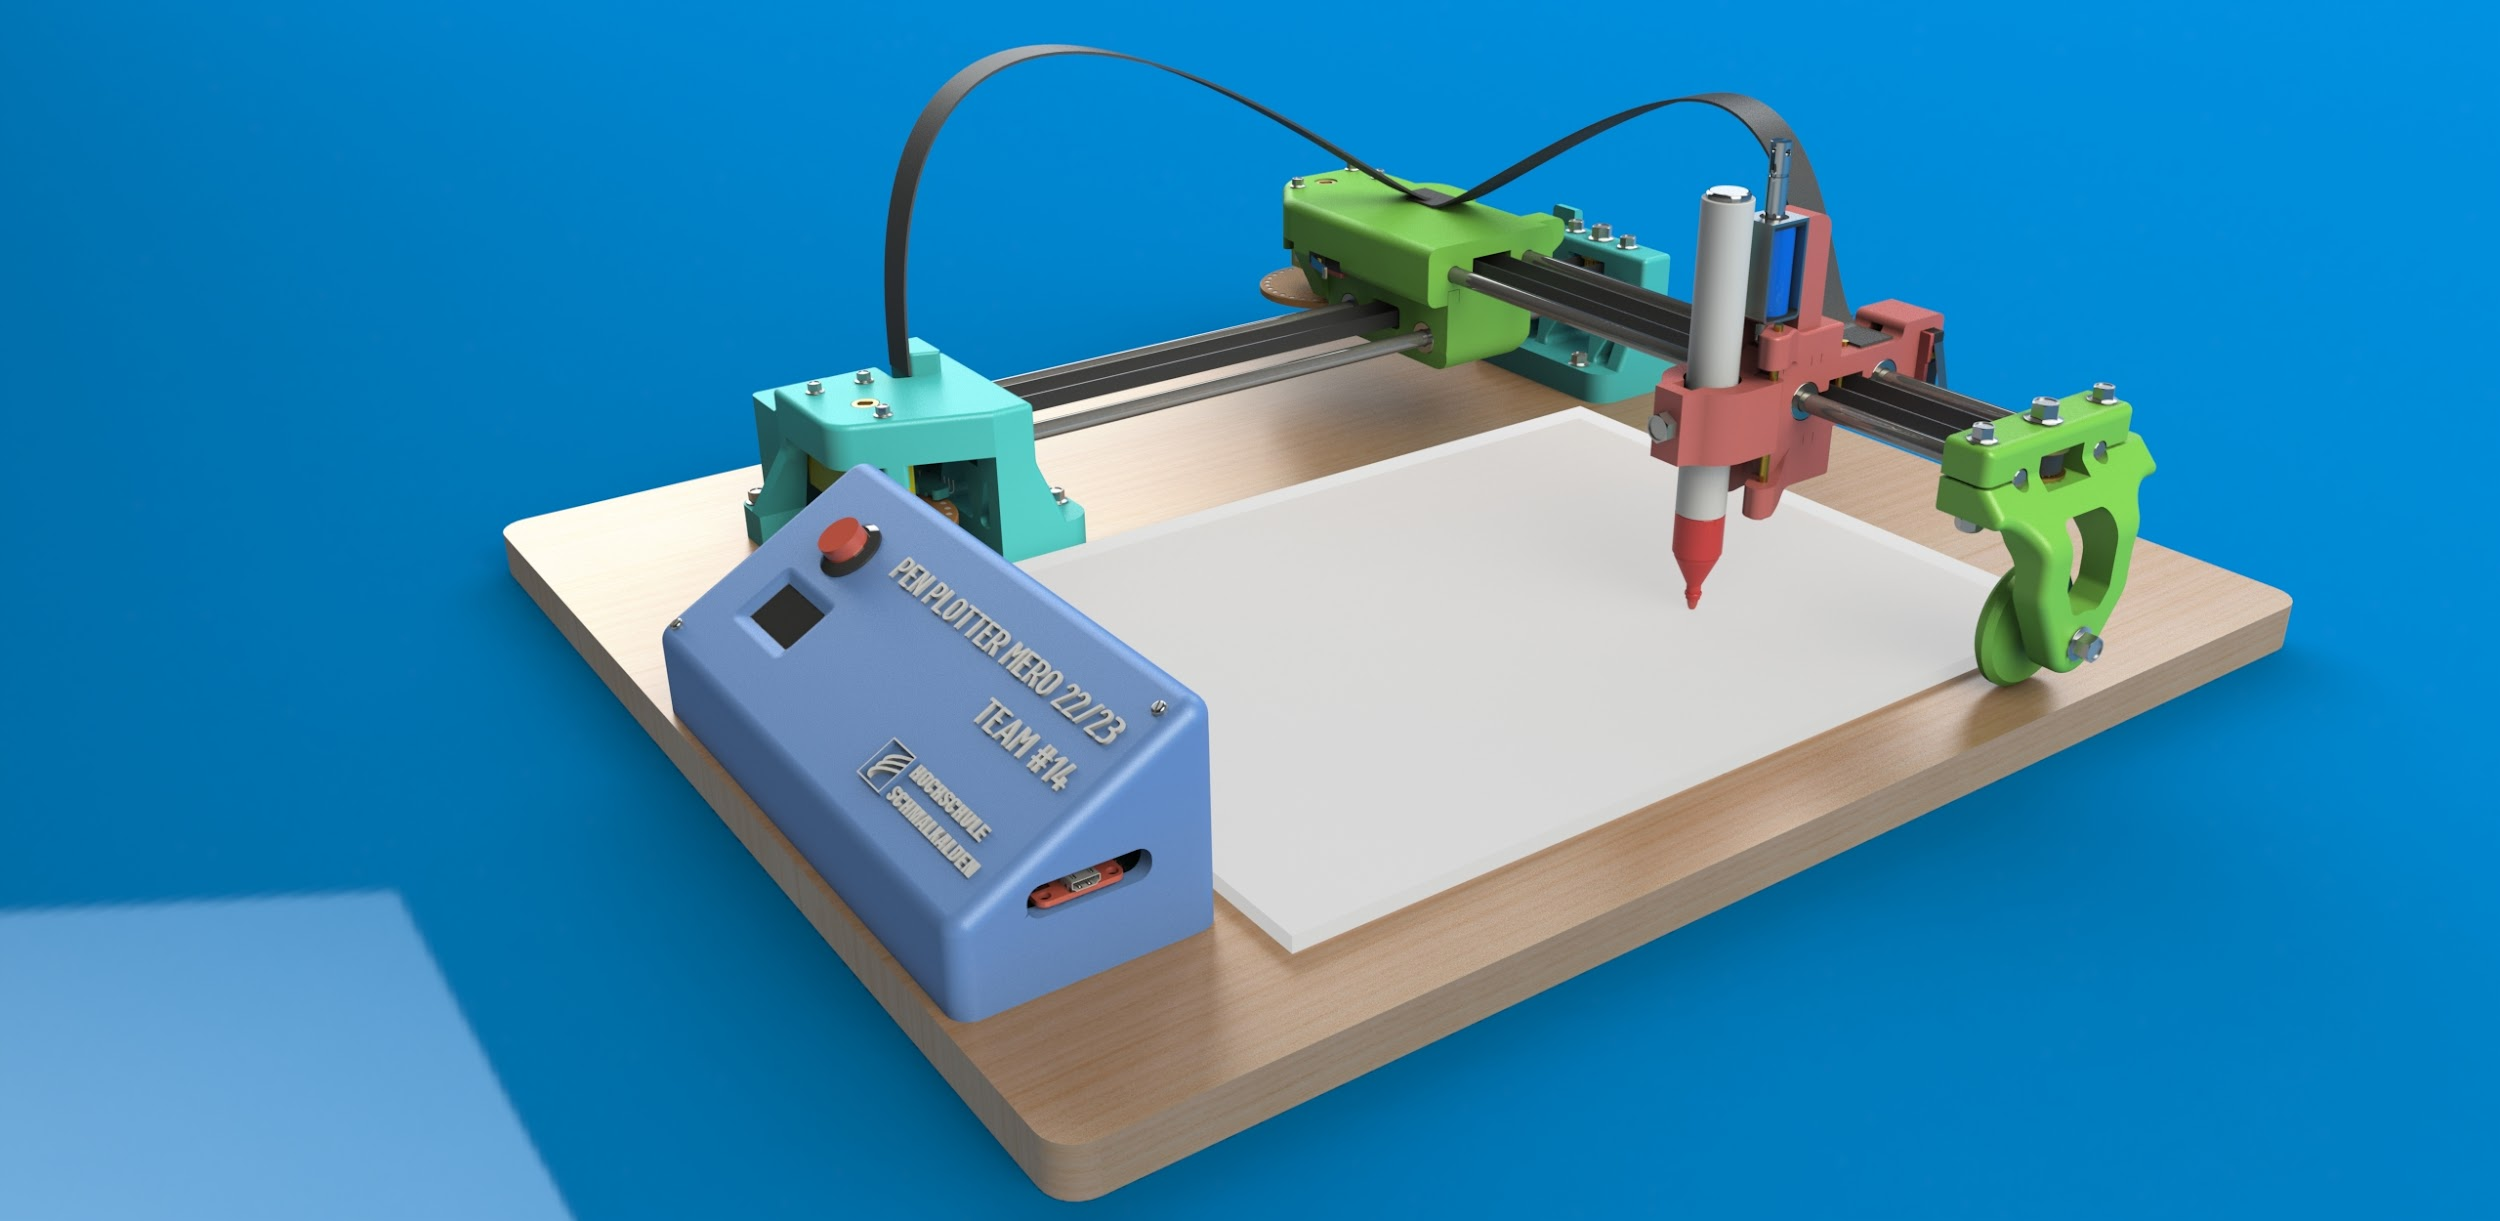 PEN PLOTTER MERO 22/23
TEAM #14
HOCHSCHULE
SCHMALKALDEN